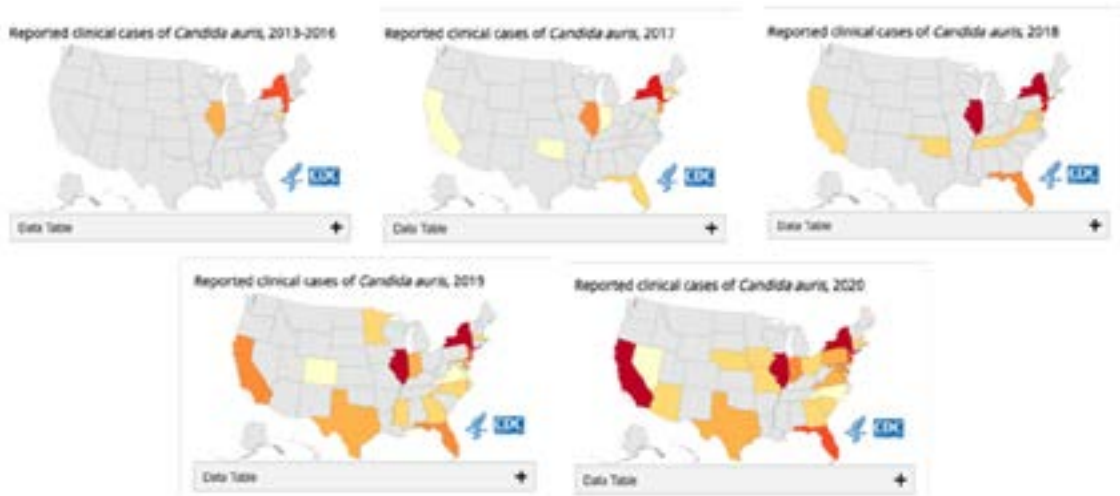 Reported clinical cases of Candida auris, 2013-2016
CDC
Data Table
Reported clinical cases of Candida auris, 2017
CDC
Data Table
Reported clinical cases of Candida auris, 2018
CDC
Data Table
Reported clinical cases of Candida auris, 2019
CDC
Data Table
Reported clinical cases of Candida auris, 2020
CDC
Data Table